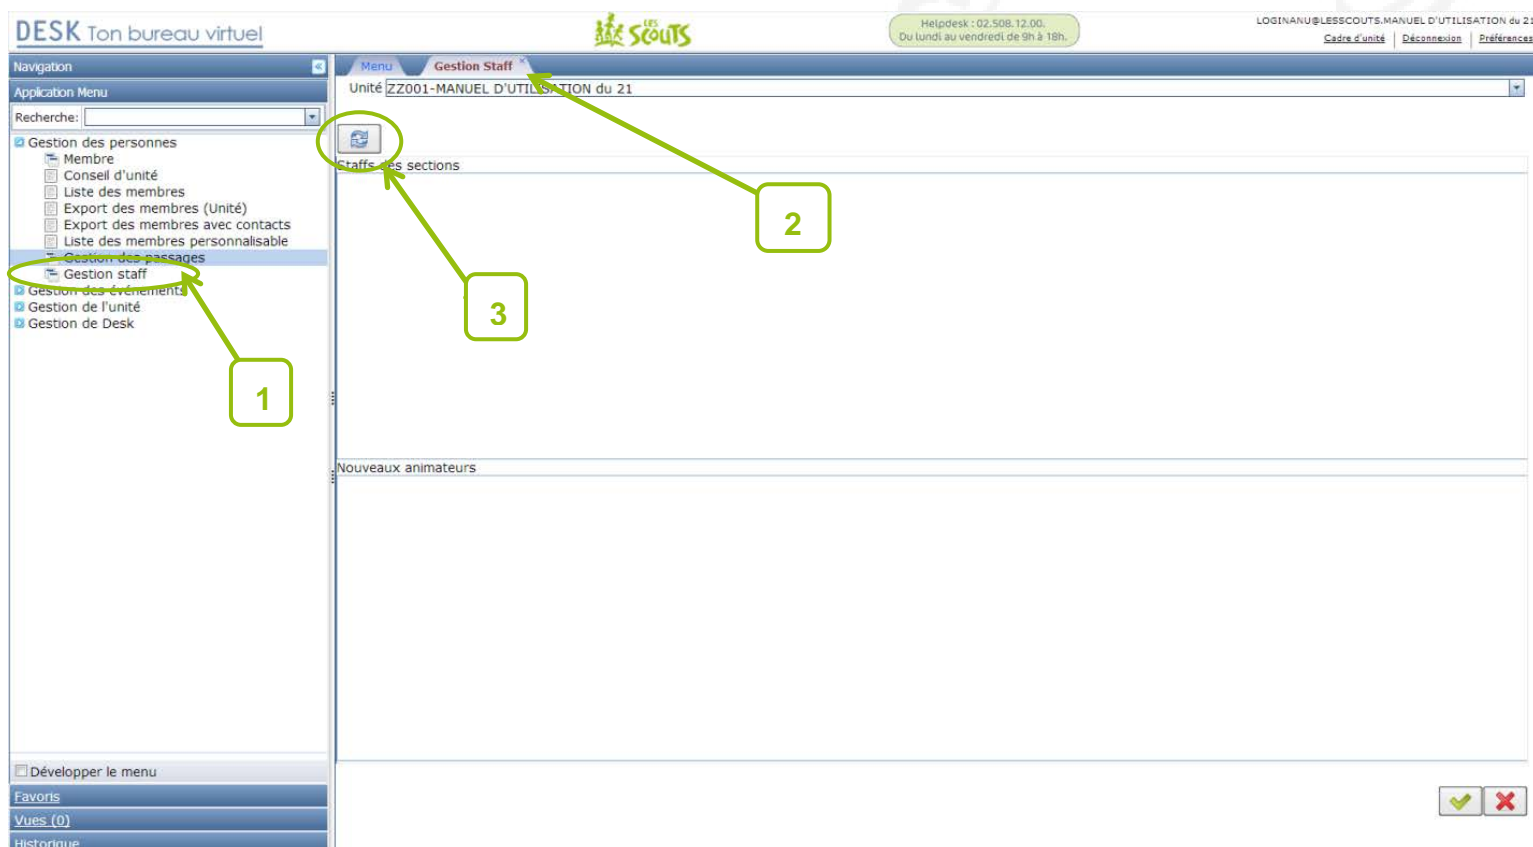 DESK Ton bureau virtuel
LES SCOUTS
Helpdesk : 02.508.12.00.
Du lundi au vendredi de 9h à 18h.
LOGINANU@LESSCOUTS.MANUEL D'UTILISATION du 21
Cadre d'unité Déconnexion Préférences
Navigation
Menu Gestion Staff
Application Menu
Unité ZZ001-MANUEL D'UTILISATION du 21
Recherche:
Gestion des personnes
Membre
Conseil d'unité
Liste des membres
Export des membres (Unité)
Export des membres avec contacts
Liste des membres personnalisable
Gestion des passages
Gestion staff
Gestion des événements
Gestion de l'unité
Gestion de Desk
Staffs des sections
2
3
1
Nouveaux animateurs
Développer le menu
Favoris
Vues (0)
Historique